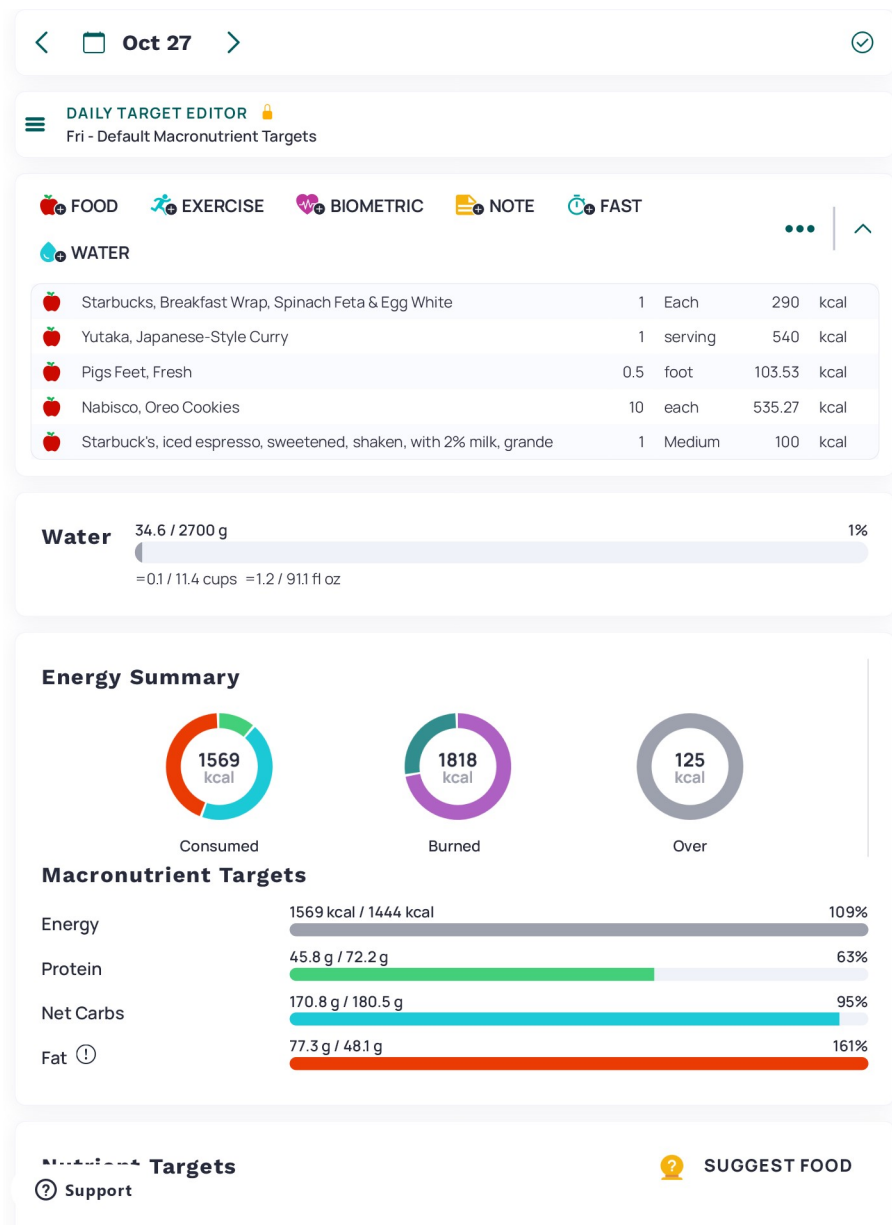 Oct 27
DAILY TARGET EDITOR
Fri - Default Macronutrient Targets
FOOD EXERCISE BIOMETRIC NOTE FAST
WATER
Starbucks, Breakfast Wrap, Spinach Feta & Egg White 1 Each 290 kcal
Yutaka, Japanese-Style Curry 1 serving 540 kcal
Pigs Feet, Fresh 0.5 foot 103.53 kcal
Nabisco, Oreo Cookies 10 each 535.27 kcal
Starbuck's, iced espresso, sweetened, shaken, with 2% milk, grande 1 Medium 100 kcal
Water 34.6 / 2700 g 1%
=0.1 / 11.4 cups =1.2 / 91.1 fl oz
Energy Summary
1569 kcal
Consumed
1818 kcal
Burned
125 kcal
Over
Macronutrient Targets
Energy 1569 kcal / 1444 kcal 109%
Protein 45.8 g / 72.2 g 63%
Net Carbs 170.8 g / 180.5 g 95%
Fat 77.3 g / 48.1 g 161%
Nutrient Targets SUGGEST FOOD
Support